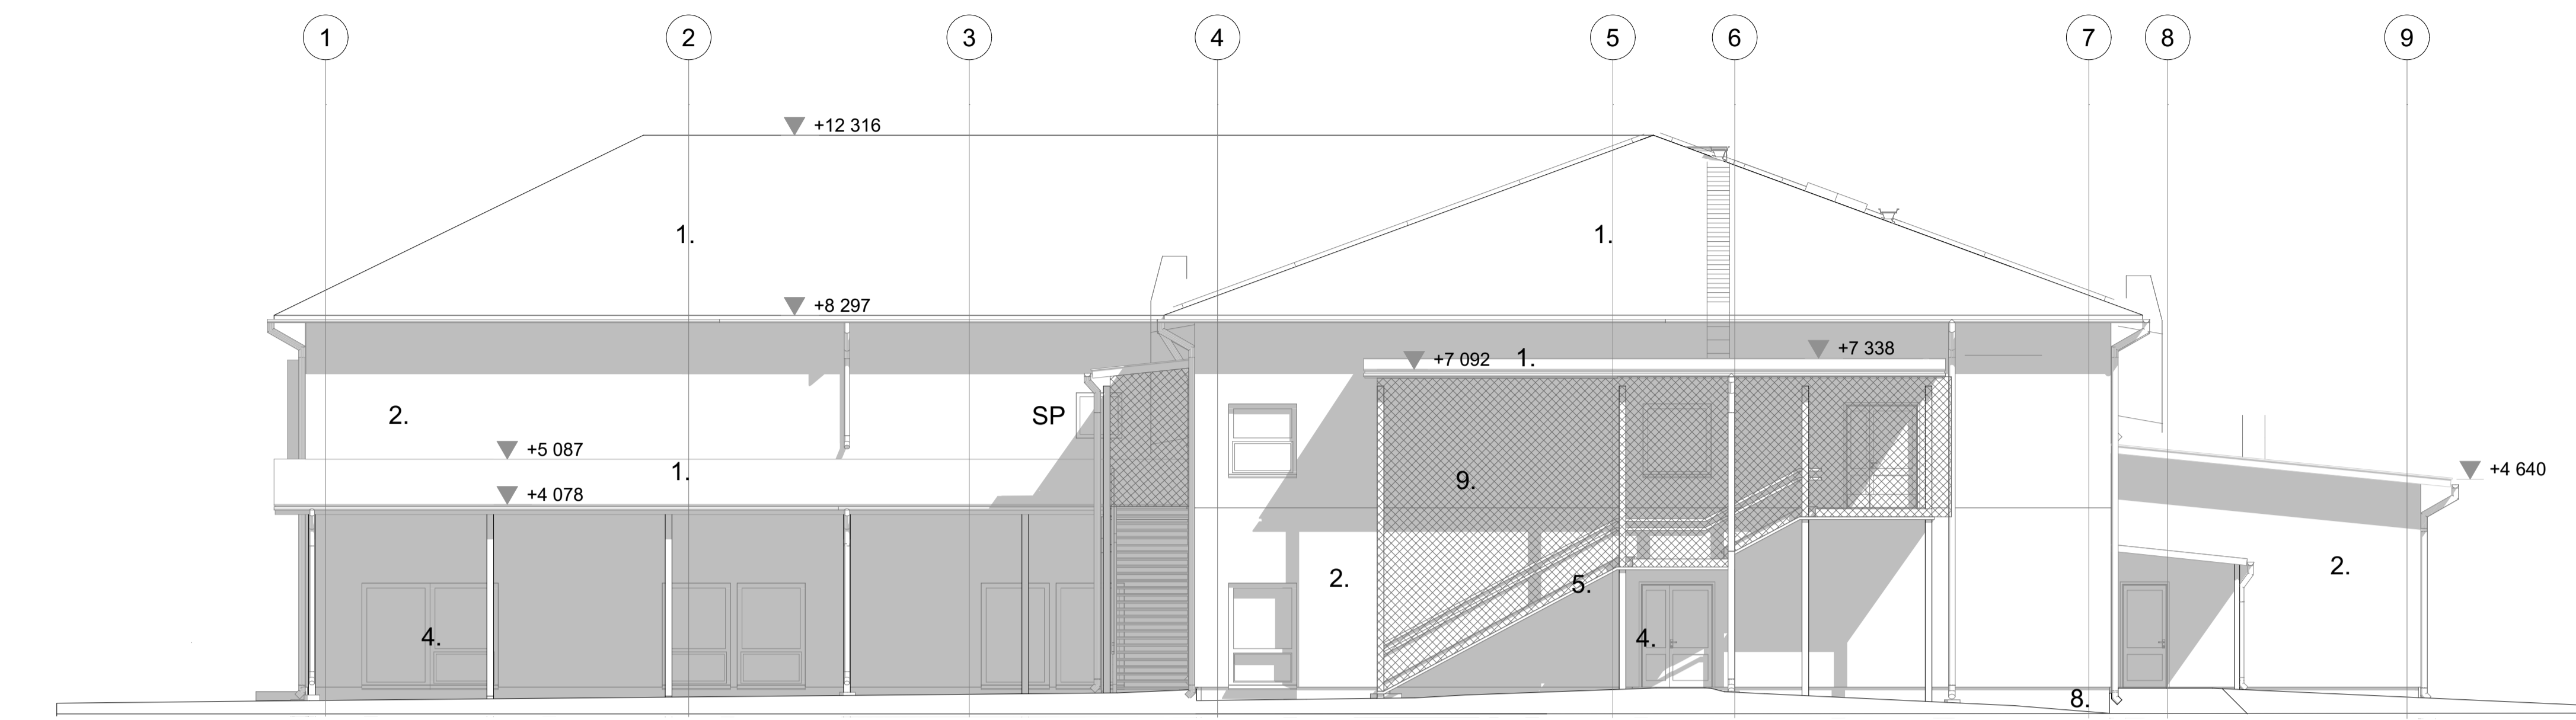 1 2 3 4 5 6 7 8 9
+12 316
1. 1.
+8 297
+7 092 1. +7 338
2. SP
+5 087
1. 9. +4 640
+4 078
2. 5. 2.
4. 4.
8.